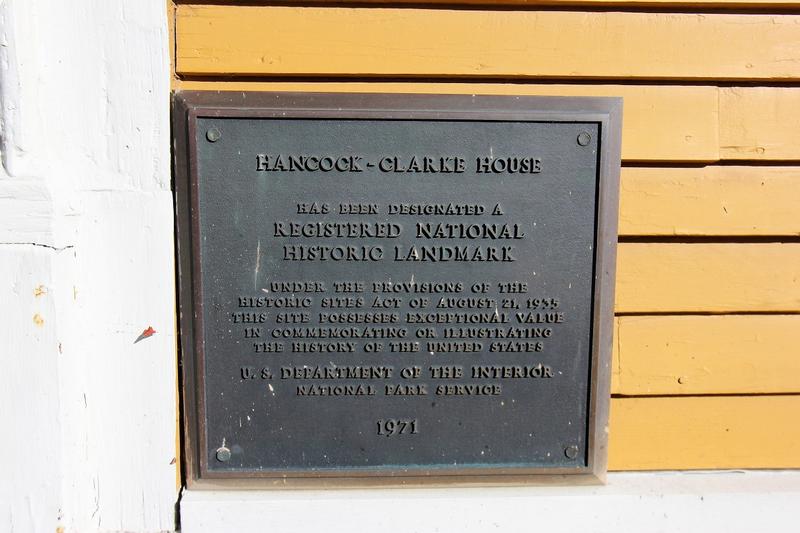 HANCOCK-CLARKE HOUSE
HAS BEEN DESIGNATED A
REGISTERED NATIONAL
HISTORIC LANDMARK
UNDER THE PROVISIONS OF THE
HISTORIC SITES ACT OF AUGUST 21, 1935
THIS SITE POSSESSES EXCEPTIONAL VALUE
IN COMMEMORATING OR ILLUSTRATING
THE HISTORY OF THE UNITED STATES
U. S. DEPARTMENT OF THE INTERIOR
NATIONAL PARK SERVICE
1971